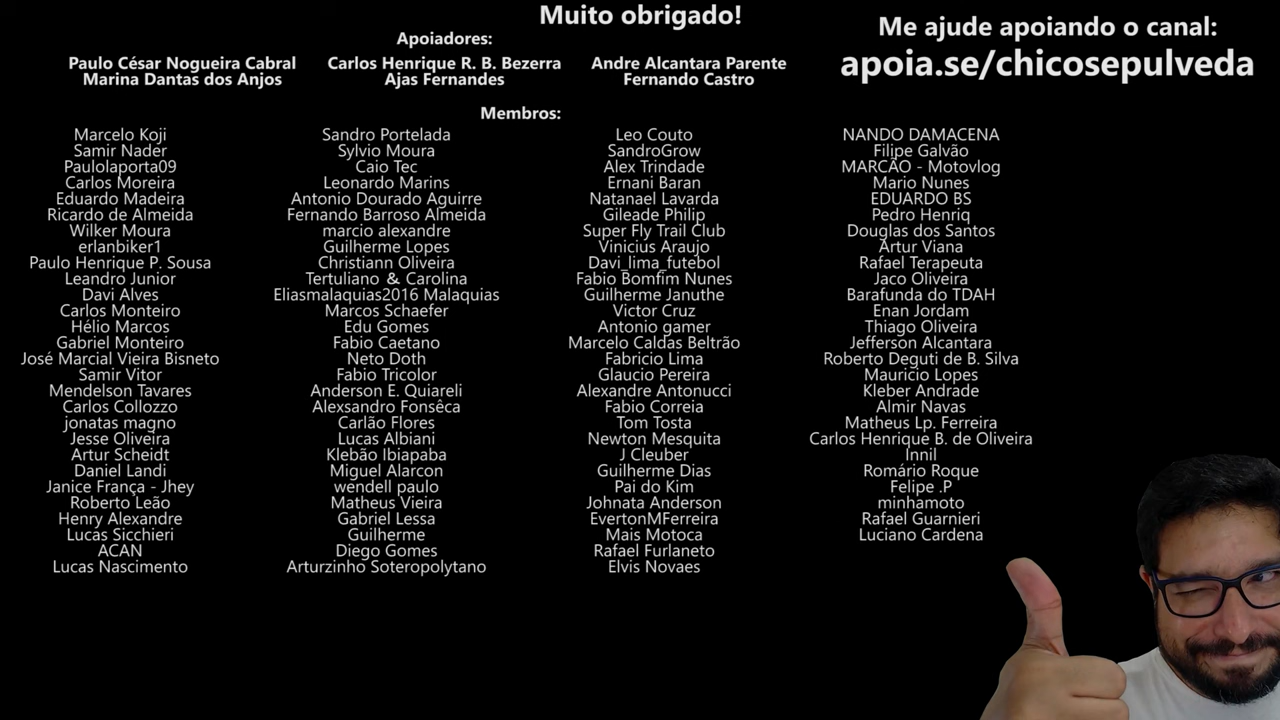 Muito obrigado!
Me ajude apoiando o canal:
apoia.se/chicosepulveda
Apoiadores:
Paulo César Nogueira Cabral
Marina Dantas dos Anjos
Carlos Henrique R. B. Bezerra
Ajas Fernandes
Andre Alcantara Parente
Fernando Castro
Membros:
Marcelo Koji
Samir Nader
Paulolaporta09
Carlos Moreira
Eduardo Madeira
Ricardo de Almeida
Wilker Moura
erlanbiker1
Paulo Henrique P. Sousa
Leandro Junior
Davi Alves
Carlos Monteiro
Hélio Marcos
Gabriel Monteiro
José Marcial Vieira Bisneto
Samir Vitor
Mendelson Tavares
Carlos Collozzo
jonatas magno
Jesse Oliveira
Artur Scheidt
Daniel Landi
Janice França - Jhey
Roberto Leão
Henry Alexandre
Lucas Sicchieri
ACAN
Lucas Nascimento
Sandro Portelada
Sylvio Moura
Caio Tec
Leonardo Marins
Antonio Dourado Aguirre
Fernando Barroso Almeida
marcio alexandre
Guilherme Lopes
Christiann Oliveira
Tertuliano & Carolina
Eliasmalaquias2016 Malaquias
Marcos Schaefer
Edu Gomes
Fabio Caetano
Neto Doth
Fabio Tricolor
Anderson E. Quiareli
Alexsandro Fonsêca
Carlão Flores
Lucas Albiani
Klebão Ibiapaba
Miguel Alarcon
wendell paulo
Matheus Vieira
Gabriel Lessa
Guilherme
Diego Gomes
Arturzinho Soteropolytano
Leo Couto
SandroGrow
Alex Trindade
Ernani Baran
Natanael Lavarda
Gileade Philip
Super Fly Trail Club
Vinicius Araujo
Davi_lima_futebol
Fabio Bomfim Nunes
Guilherme Januthe
Victor Cruz
Antonio gamer
Marcelo Caldas Beltrão
Fabricio Lima
Glaucio Pereira
Alexandre Antonucci
Fabio Correia
Tom Tosta
Newton Mesquita
J Cleuber
Guilherme Dias
Pai do Kim
Johnata Anderson
EvertonMFerreira
Mais Motoca
Rafael Furlaneto
Elvis Novaes
NANDO DAMACENA
Filipe Galvão
MARCÃO - Motovlog
Mario Nunes
EDUARDO BS
Pedro Henriq
Douglas dos Santos
Artur Viana
Rafael Terapeuta
Jaco Oliveira
Barafunda do TDAH
Enan Jordam
Thiago Oliveira
Jefferson Alcantara
Roberto Deguti de B. Silva
Mauricio Lopes
Kleber Andrade
Almir Navas
Matheus Lp. Ferreira
Carlos Henrique B. de Oliveira
Innil
Romário Roque
Felipe .P
minhamoto
Rafael Guarnieri
Luciano Cardena